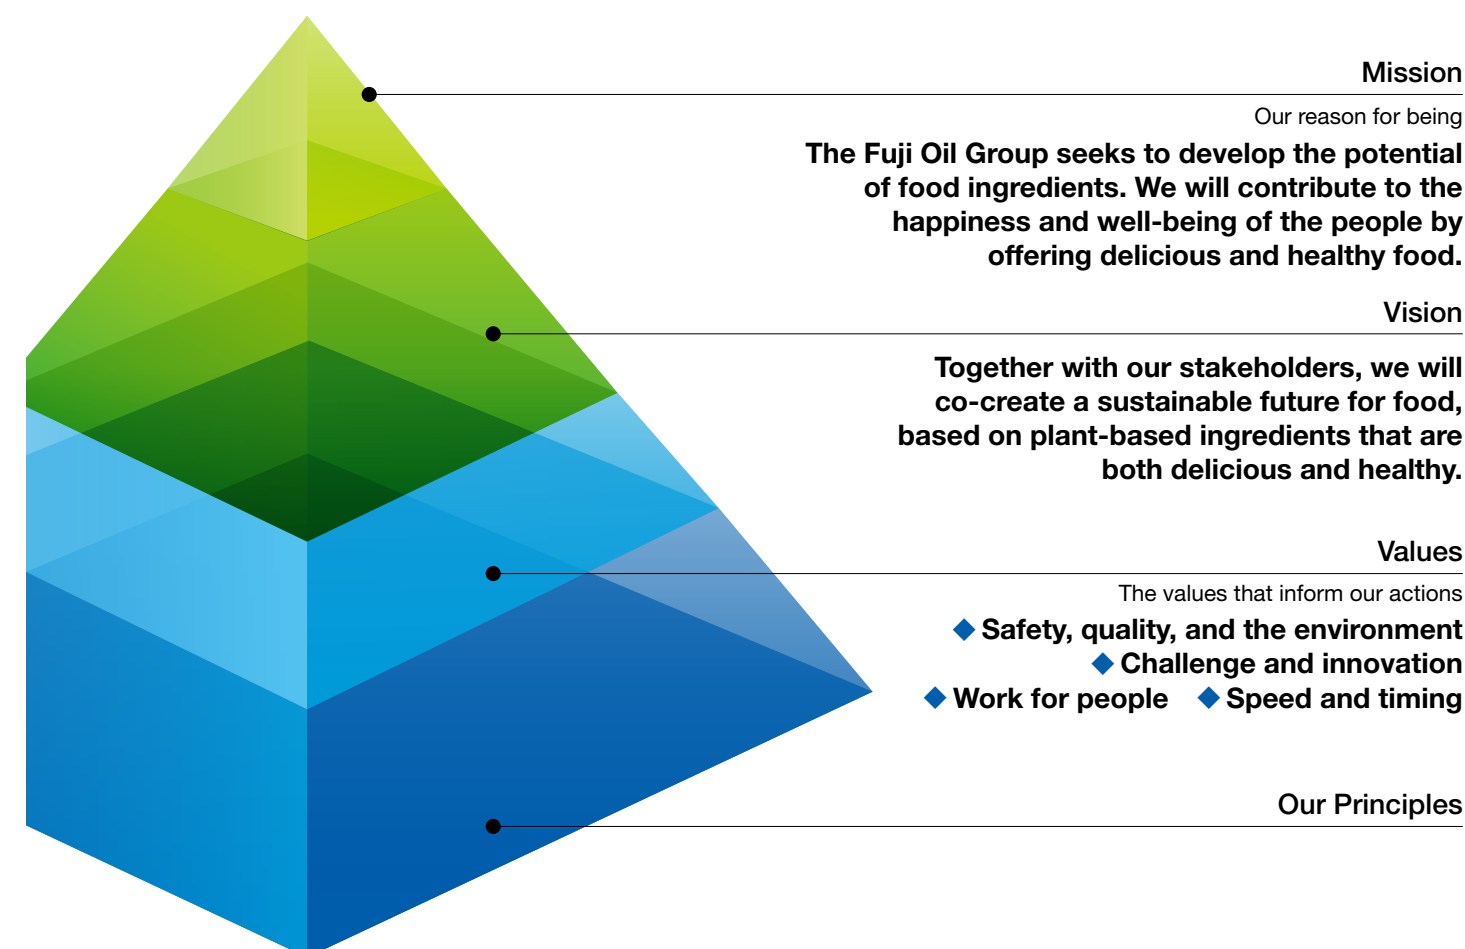 Mission
Our reason for being
The Fuji Oil Group seeks to develop the potential
of food ingredients. We will contribute to the
happiness and well-being of the people by
offering delicious and healthy food.
Vision
Together with our stakeholders, we will
co-create a sustainable future for food,
based on plant-based ingredients that are
both delicious and healthy.
Values
The values that inform our actions
◆ Safety, quality, and the environment
◆ Challenge and innovation
◆ Work for people ◆ Speed and timing
Our Principles